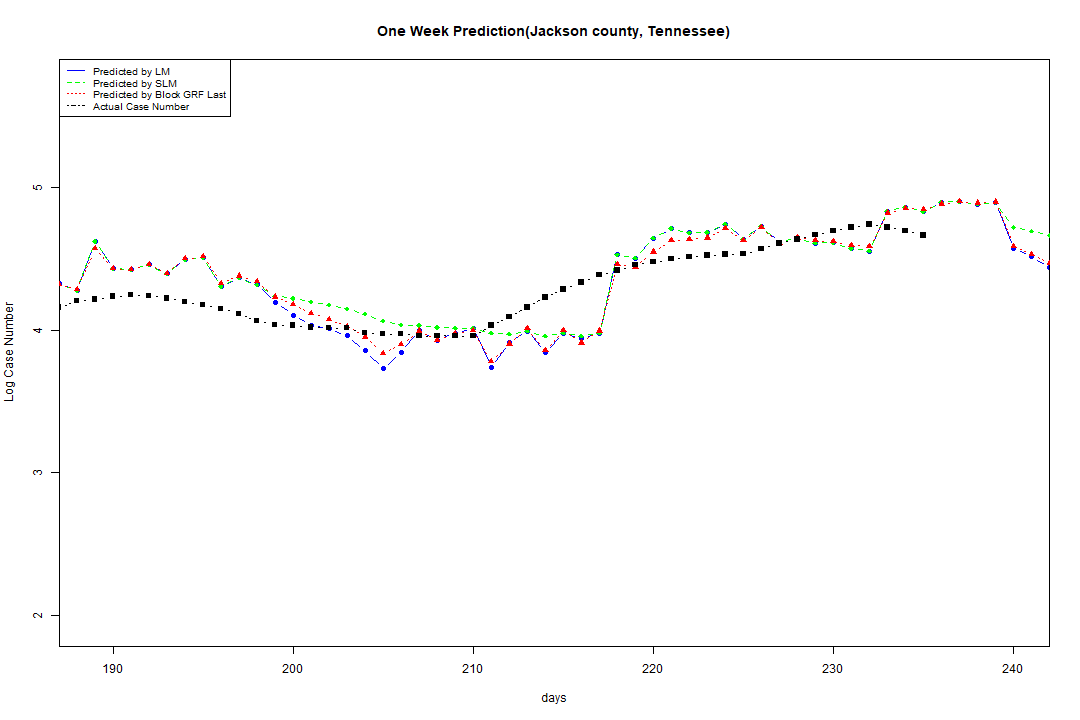 One Week Prediction(Jackson county, Tennessee)
Predicted by LM
Predicted by SLM
Predicted by Block GRF Last
Actual Case Number
5
4
3
2
Log Case Number
190 200 210 220 230 240
days